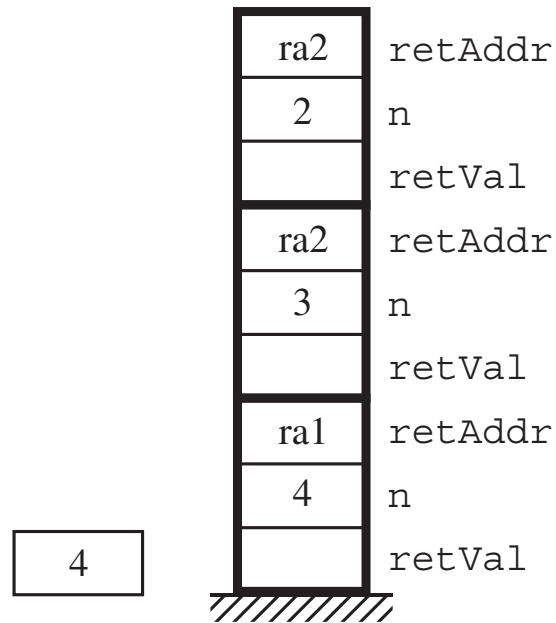 ra2 retAddr
2 n
retVal
ra2 retAddr
3 n
retVal
ra1 retAddr
4 n
4 retVal